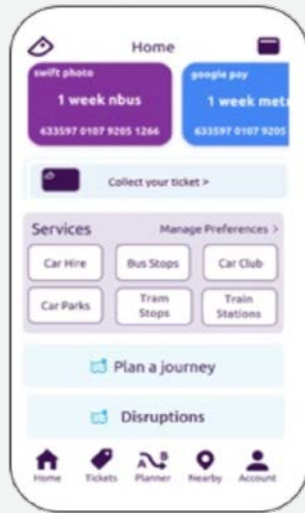 Home
swift photo
1 week nbus
633597 0107 9205 1266
google pay
1 week met
633597 0107 9205
Collect your ticket >
Services
Manage Preferences >
Car Hire
Bus Stops
Car Club
Car Parks
Tram
Stops
Train
Stations
Plan a journey
Disruptions
A B
Home
Tickets
Planner
Nearby
Account